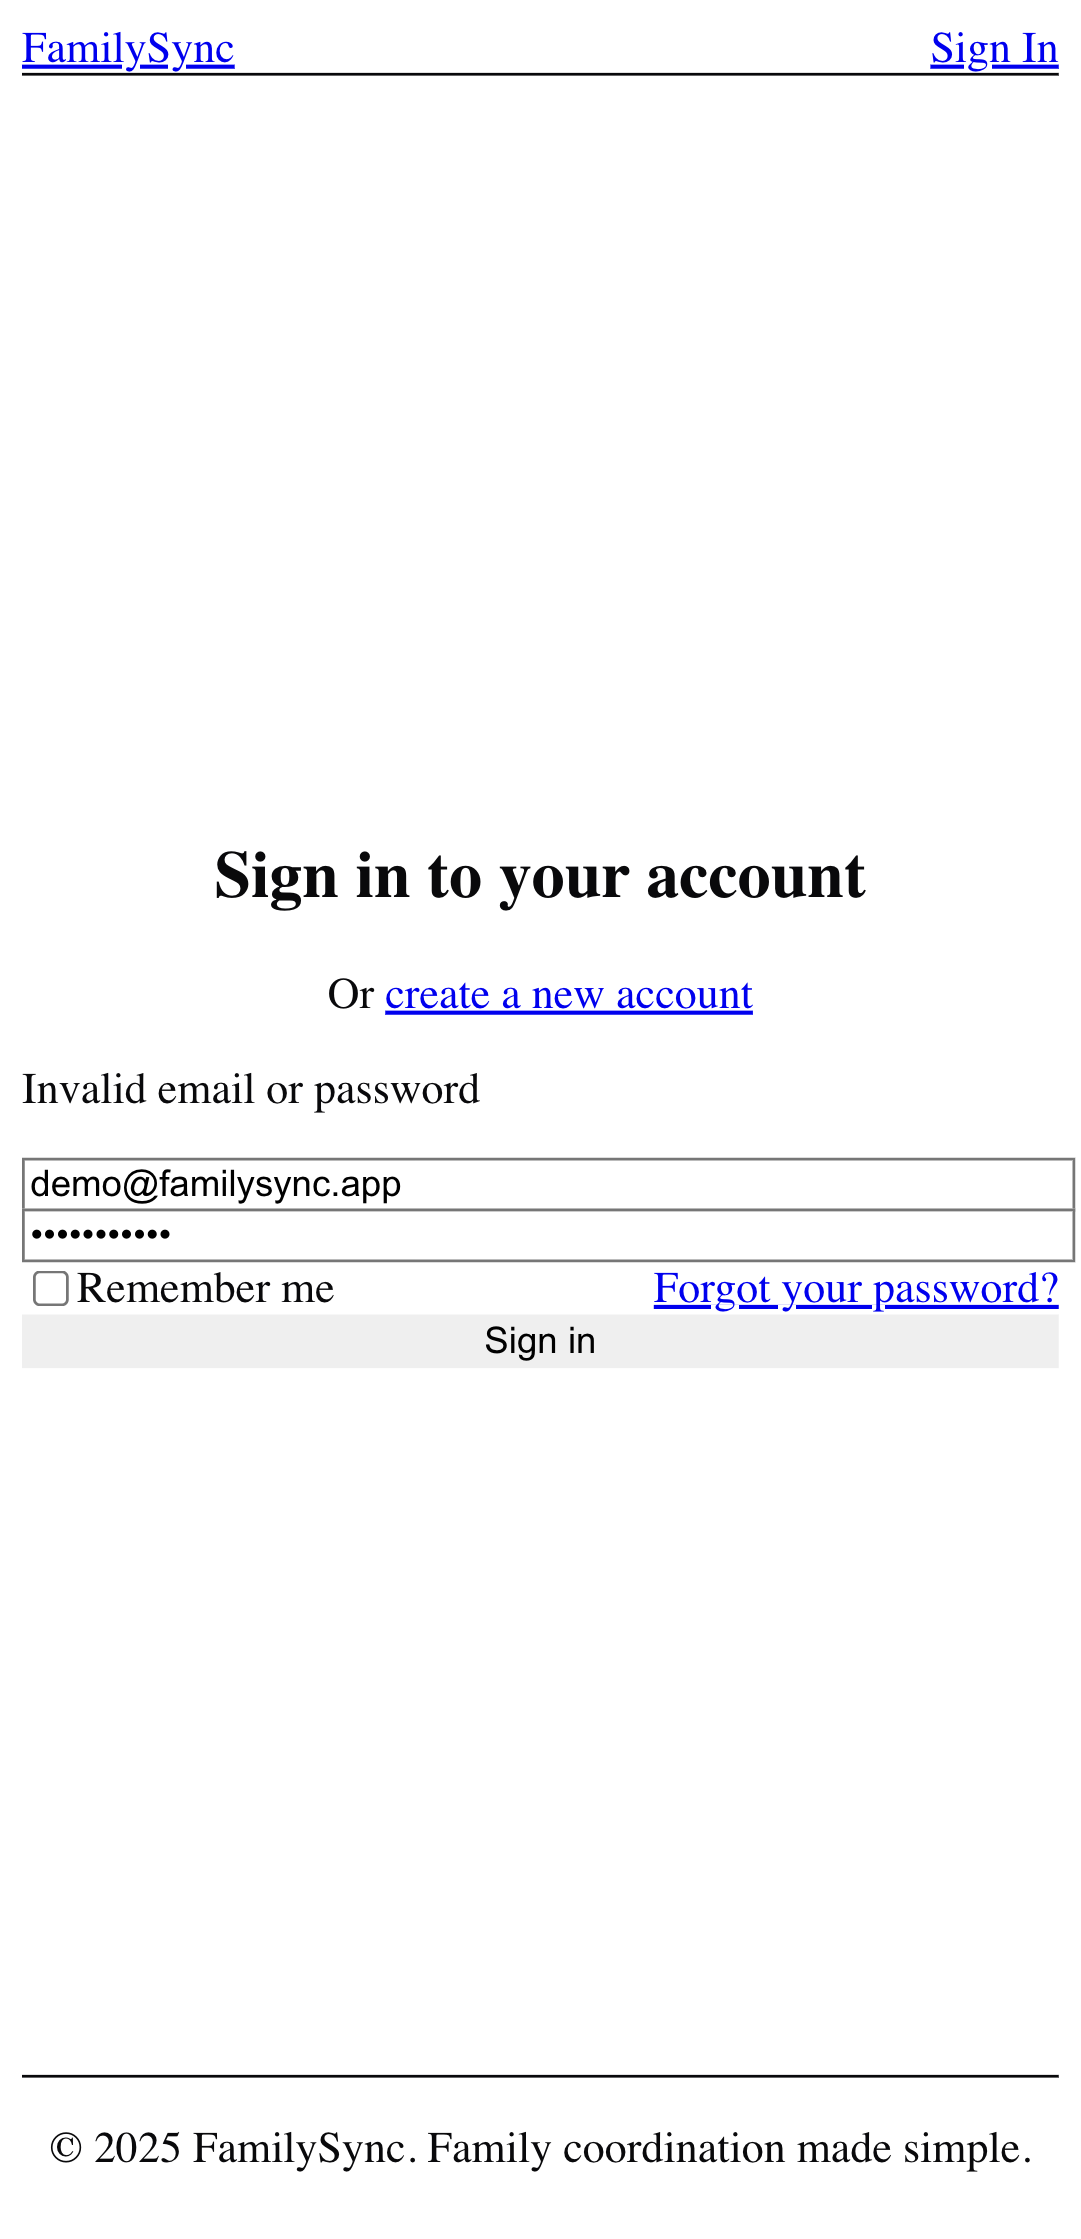 FamilySync Sign In
Sign in to your account
Or create a new account
Invalid email or password
demo@familysync.app
•••••••••••
Remember me Forgot your password?
Sign in
© 2025 FamilySync. Family coordination made simple.